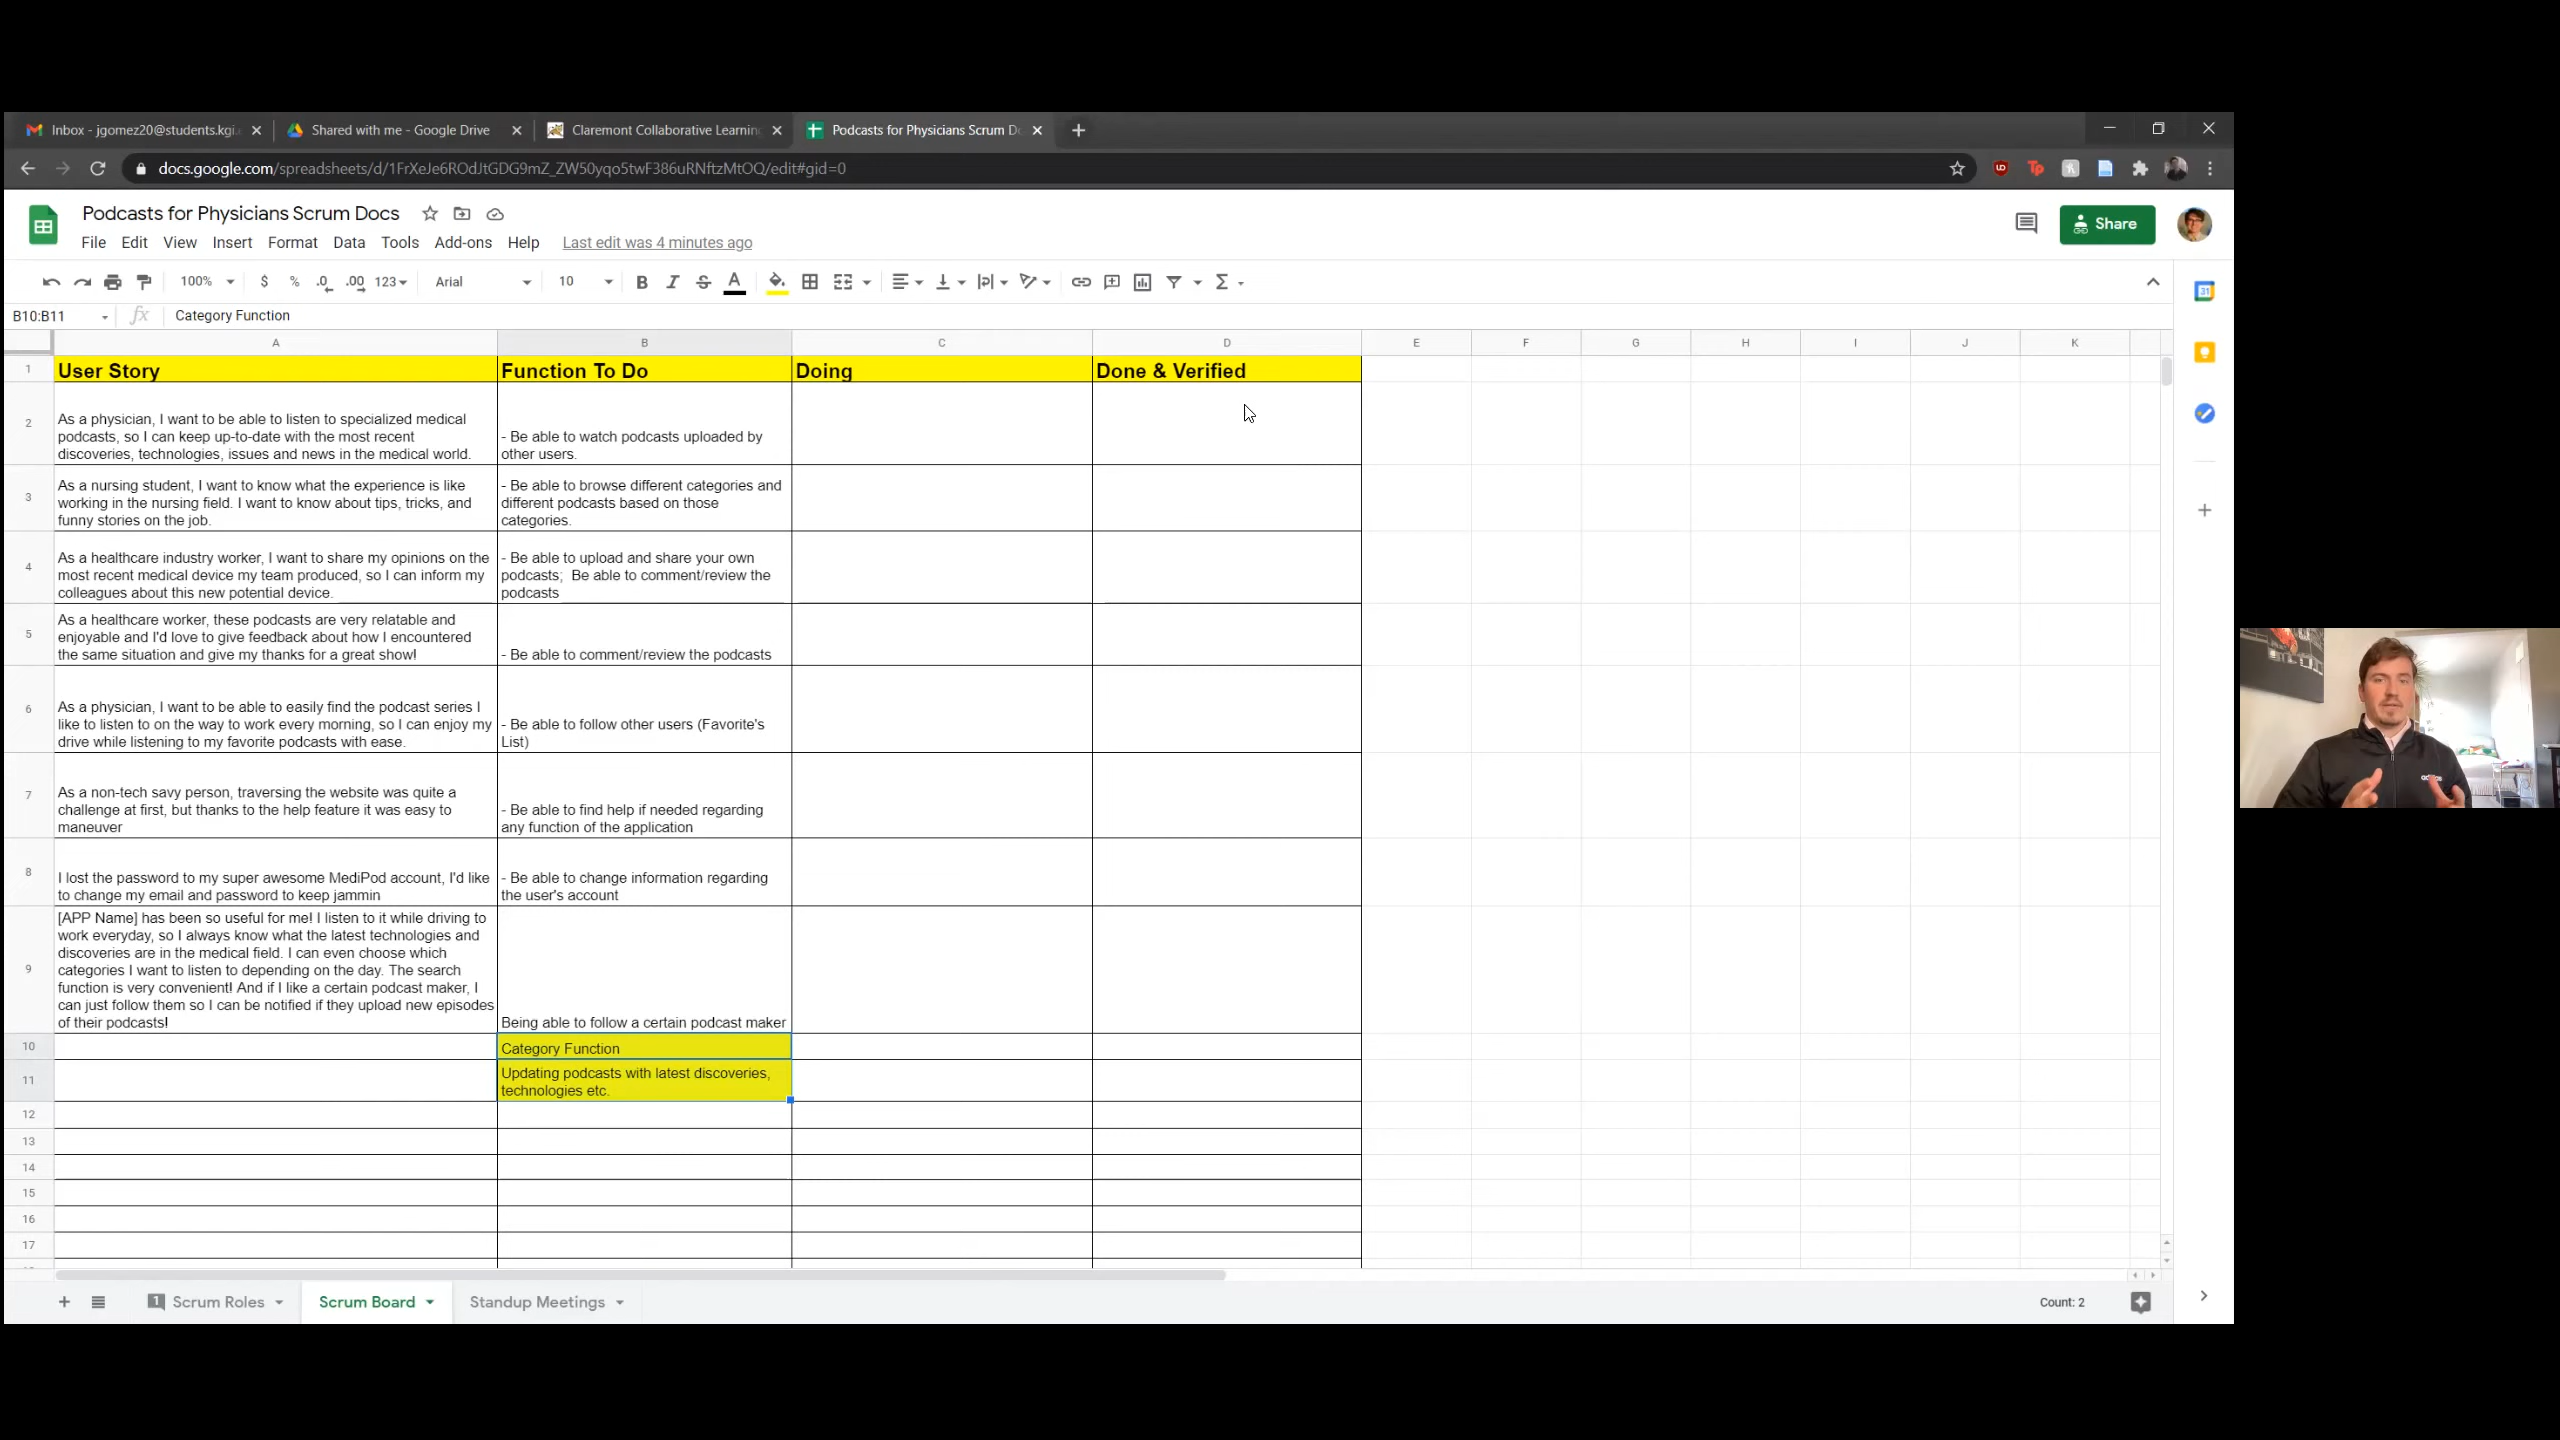 Inbox - jgomez20@students.kgi.
Shared with me - Google Drive
Claremont Collaborative Learning
Podcasts for Physicians Scrum Do
docs.google.com/spreadsheets/d/1FrXeJe6ROdJtGDG9mZ_ZW50yqo5twF386uRNftzMtOQ/edit#gid=0
Podcasts for Physicians Scrum Docs
Share
File Edit View Insert Format Data Tools Add-ons Help Last edit was 4 minutes ago
100% $ % .0 .00 123 Arial 10 B I S A Σ
B10:B11 fx Category Function
A B C D E F G H I J K
1 User Story Function To Do Doing Done & Verified
2
As a physician, I want to be able to listen to specialized medical
podcasts, so I can keep up-to-date with the most recent
discoveries, technologies, issues and news in the medical world.
- Be able to watch podcasts uploaded by
other users.
3
As a nursing student, I want to know what the experience is like
working in the nursing field. I want to know about tips, tricks, and
funny stories on the job.
- Be able to browse different categories and
different podcasts based on those
categories.
4
As a healthcare industry worker, I want to share my opinions on the
most recent medical device my team produced, so I can inform my
colleagues about this new potential device.
- Be able to upload and share your own
podcasts;  Be able to comment/review the
podcasts
5
As a healthcare worker, these podcasts are very relatable and
enjoyable and I'd love to give feedback about how I encountered
the same situation and give my thanks for a great show!
- Be able to comment/review the podcasts
6
As a physician, I want to be able to easily find the podcast series I
like to listen to on the way to work every morning, so I can enjoy my
drive while listening to my favorite podcasts with ease.
- Be able to follow other users (Favorite's
List)
7
As a non-tech savy person, traversing the website was quite a
challenge at first, but thanks to the help feature it was easy to
maneuver
- Be able to find help if needed regarding
any function of the application
8
I lost the password to my super awesome MediPod account, I'd like
to change my email and password to keep jammin
- Be able to change information regarding
the user's account
9
[APP Name] has been so useful for me! I listen to it while driving to
work everyday, so I always know what the latest technologies and
discoveries are in the medical field. I can even choose which
categories I want to listen to depending on the day. The search
function is very convenient! And if I like a certain podcast maker, I
can just follow them so I can be notified if they upload new episodes
of their podcasts!
Being able to follow a certain podcast maker
10 Category Function
11
Updating podcasts with latest discoveries,
technologies etc.
12
13
14
15
16
17
1 Scrum Roles Scrum Board Standup Meetings Count: 2